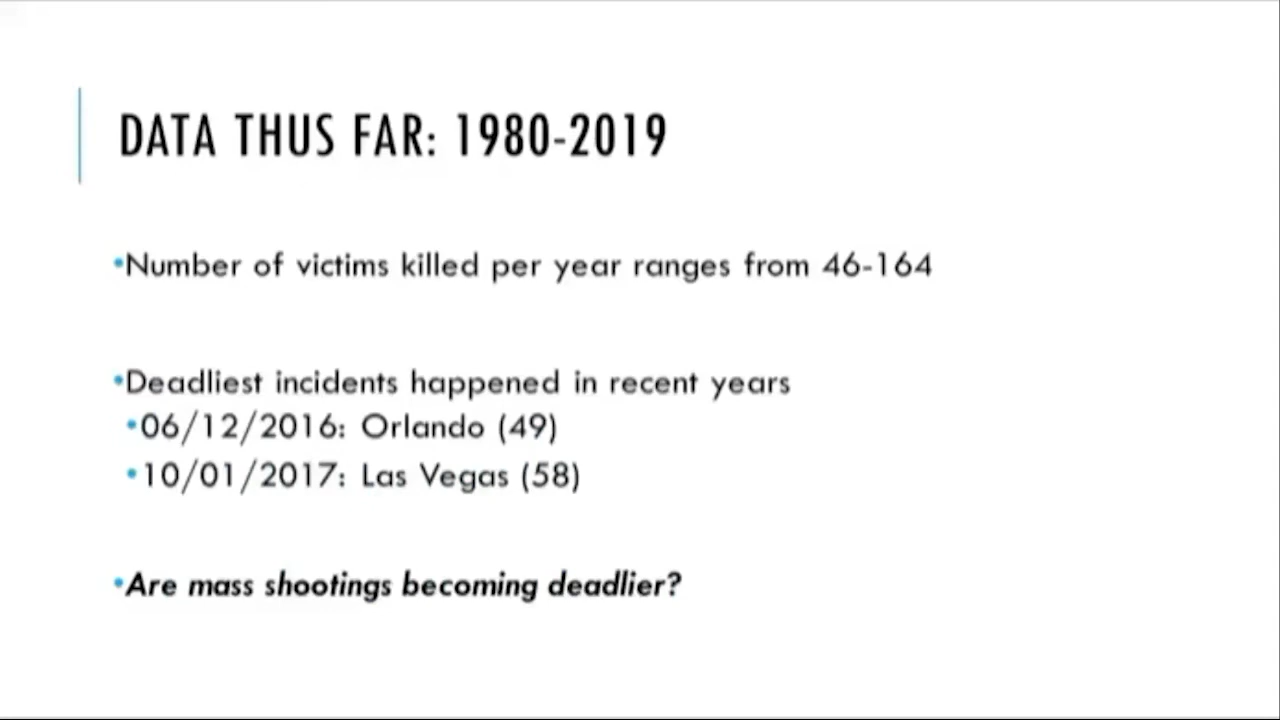 DATA THUS FAR: 1980-2019
•Number of victims killed per year ranges from 46-164
•Deadliest incidents happened in recent years
•06/12/2016: Orlando (49)
•10/01/2017: Las Vegas (58)
•Are mass shootings becoming deadlier?